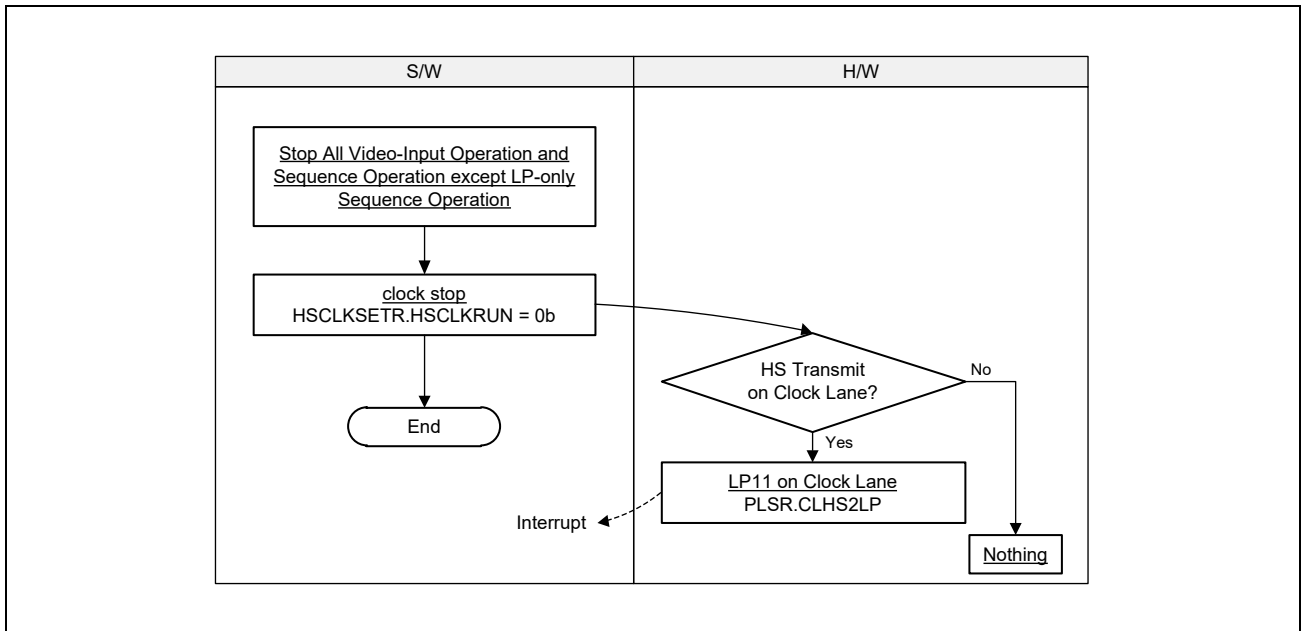 S/W
H/W
Stop All Video-Input Operation and
Sequence Operation except LP-only
Sequence Operation
clock stop
HSCLKSETR.HSCLKRUN = 0b
End
HS Transmit
on Clock Lane?
No
Yes
LP11 on Clock Lane
PLSR.CLHS2LP
Interrupt
Nothing